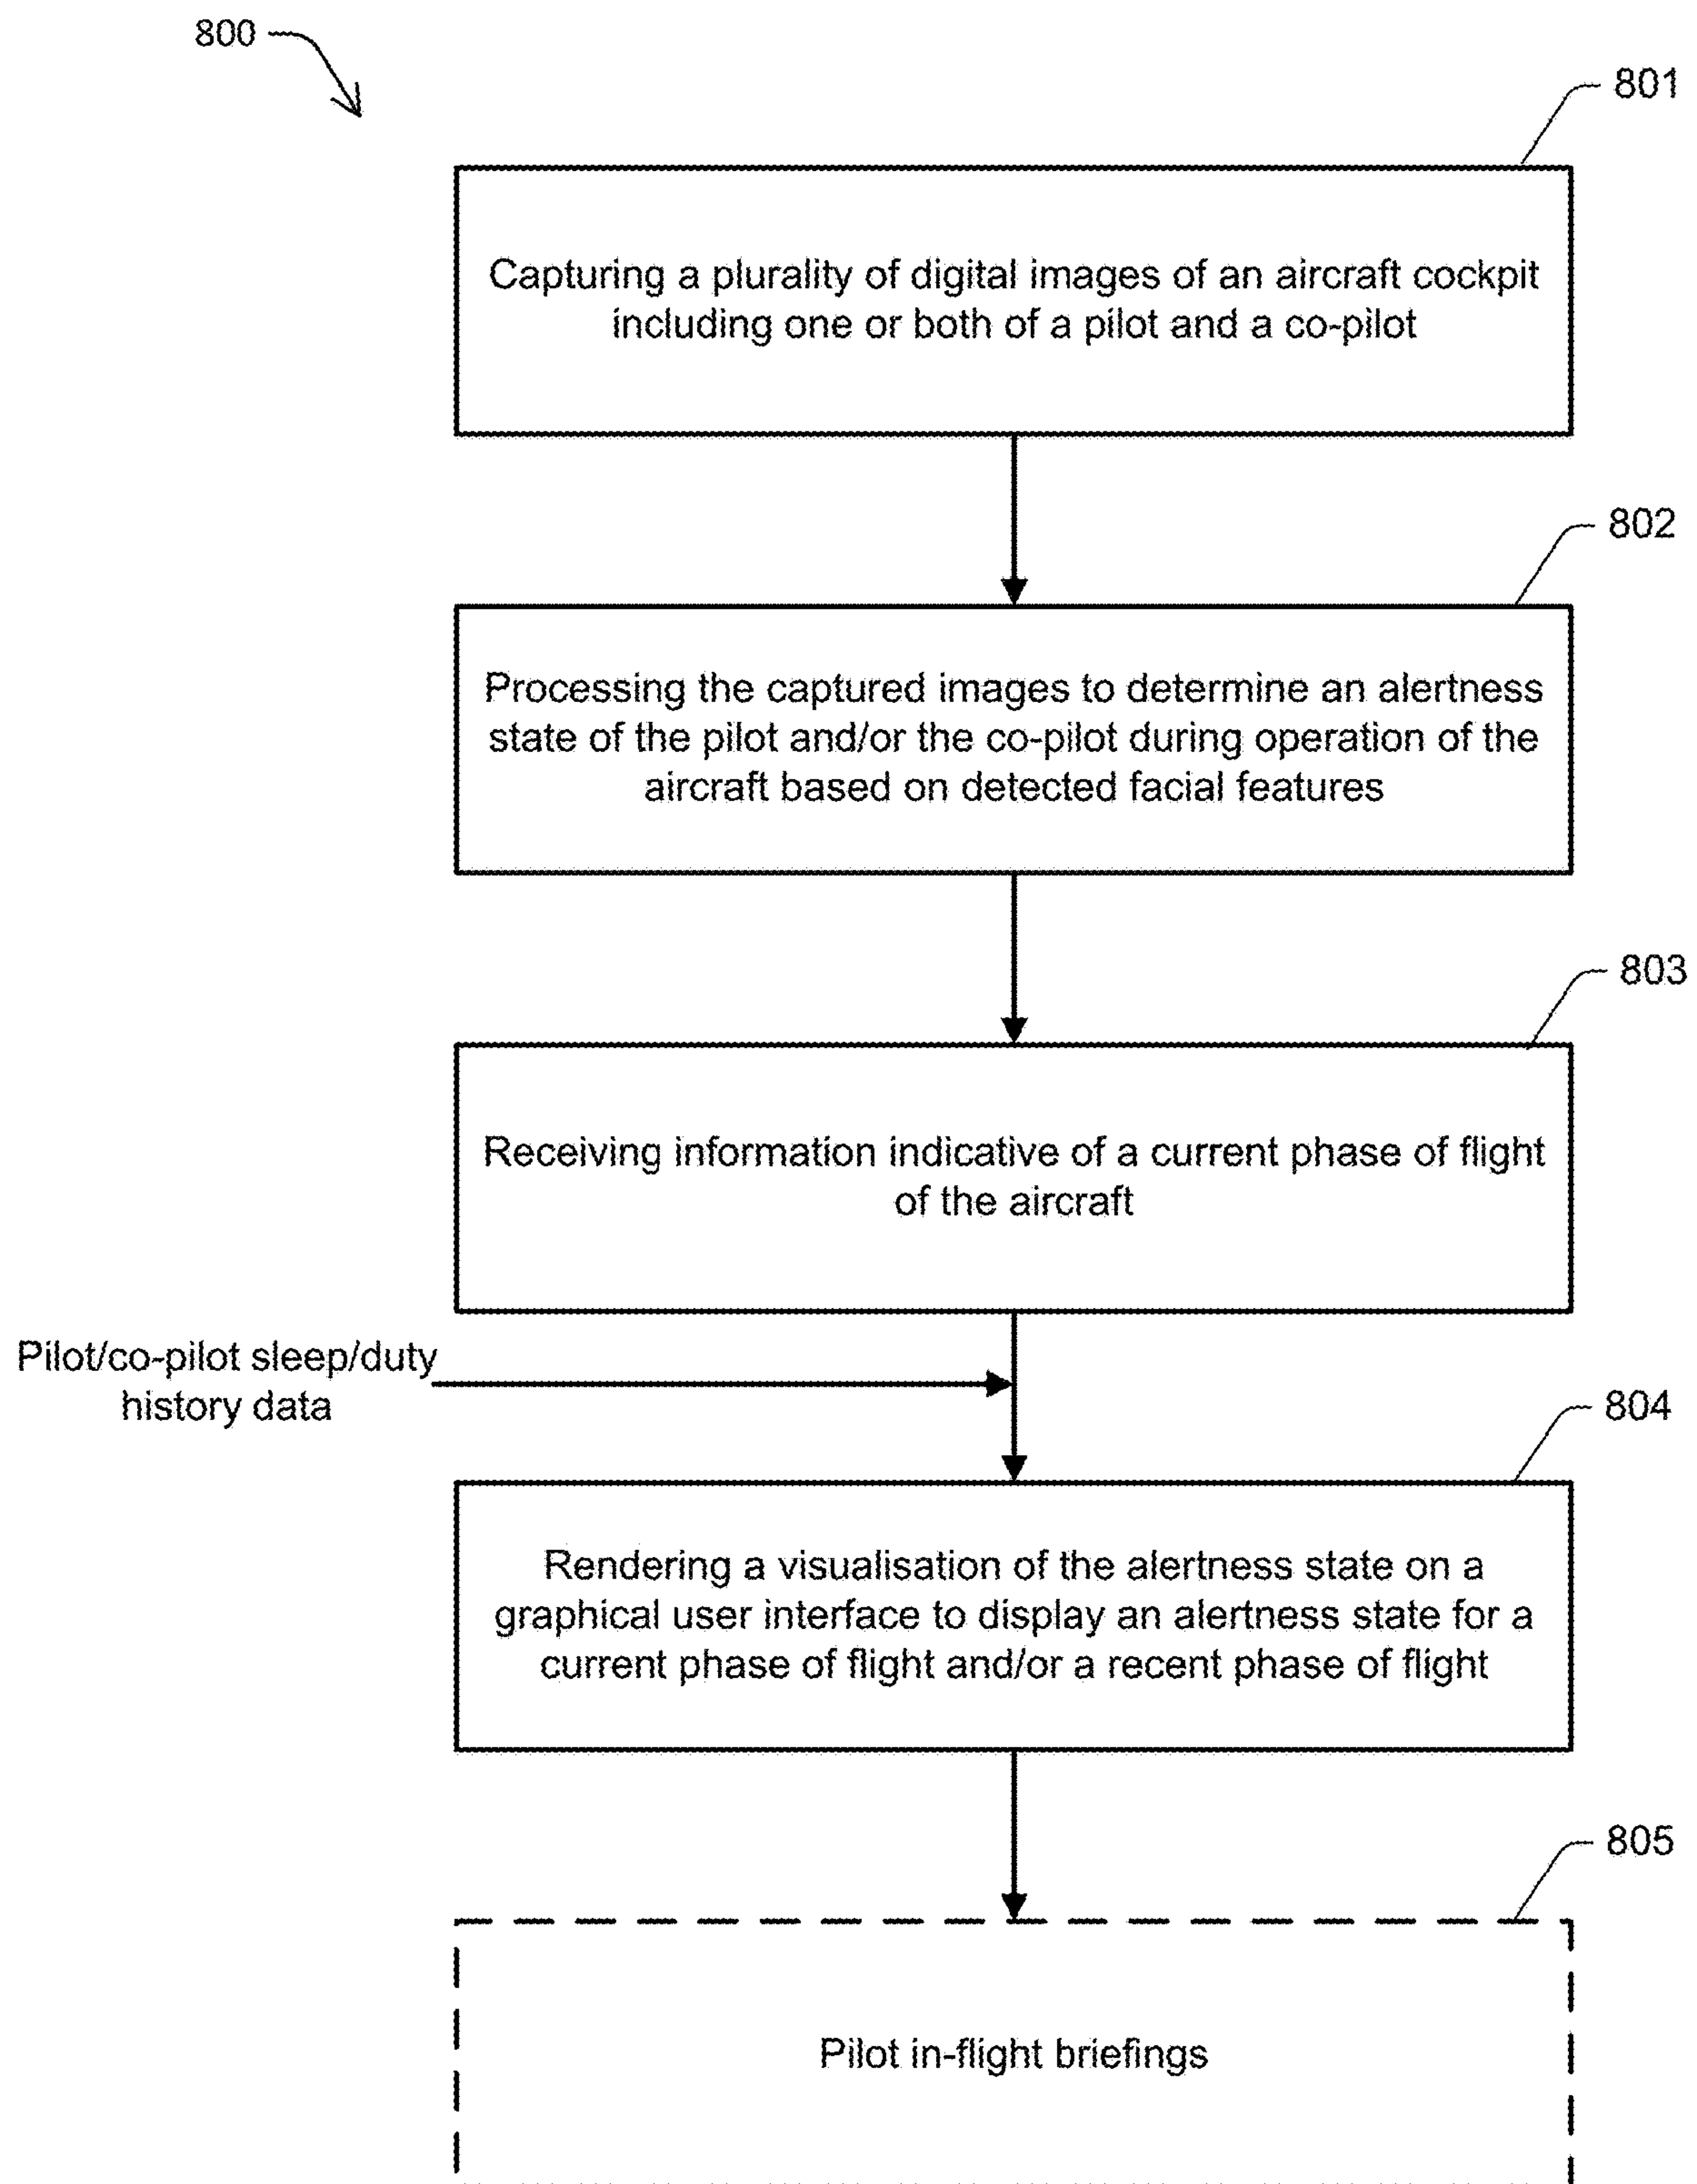 800
801
Capturing a plurality of digital images of an aircraft cockpit
including one or both of a pilot and a co-pilot
802
Processing the captured images to determine an alertness
state of the pilot and/or the co-pilot during operation of the
aircraft based on detected facial features
803
Receiving information indicative of a current phase of flight
of the aircraft
Pilot/co-pilot sleep/duty
history data
804
Rendering a visualisation of the alertness state on a
graphical user interface to display an alertness state for a
current phase of flight and/or a recent phase of flight
805
Pilot in-flight briefings